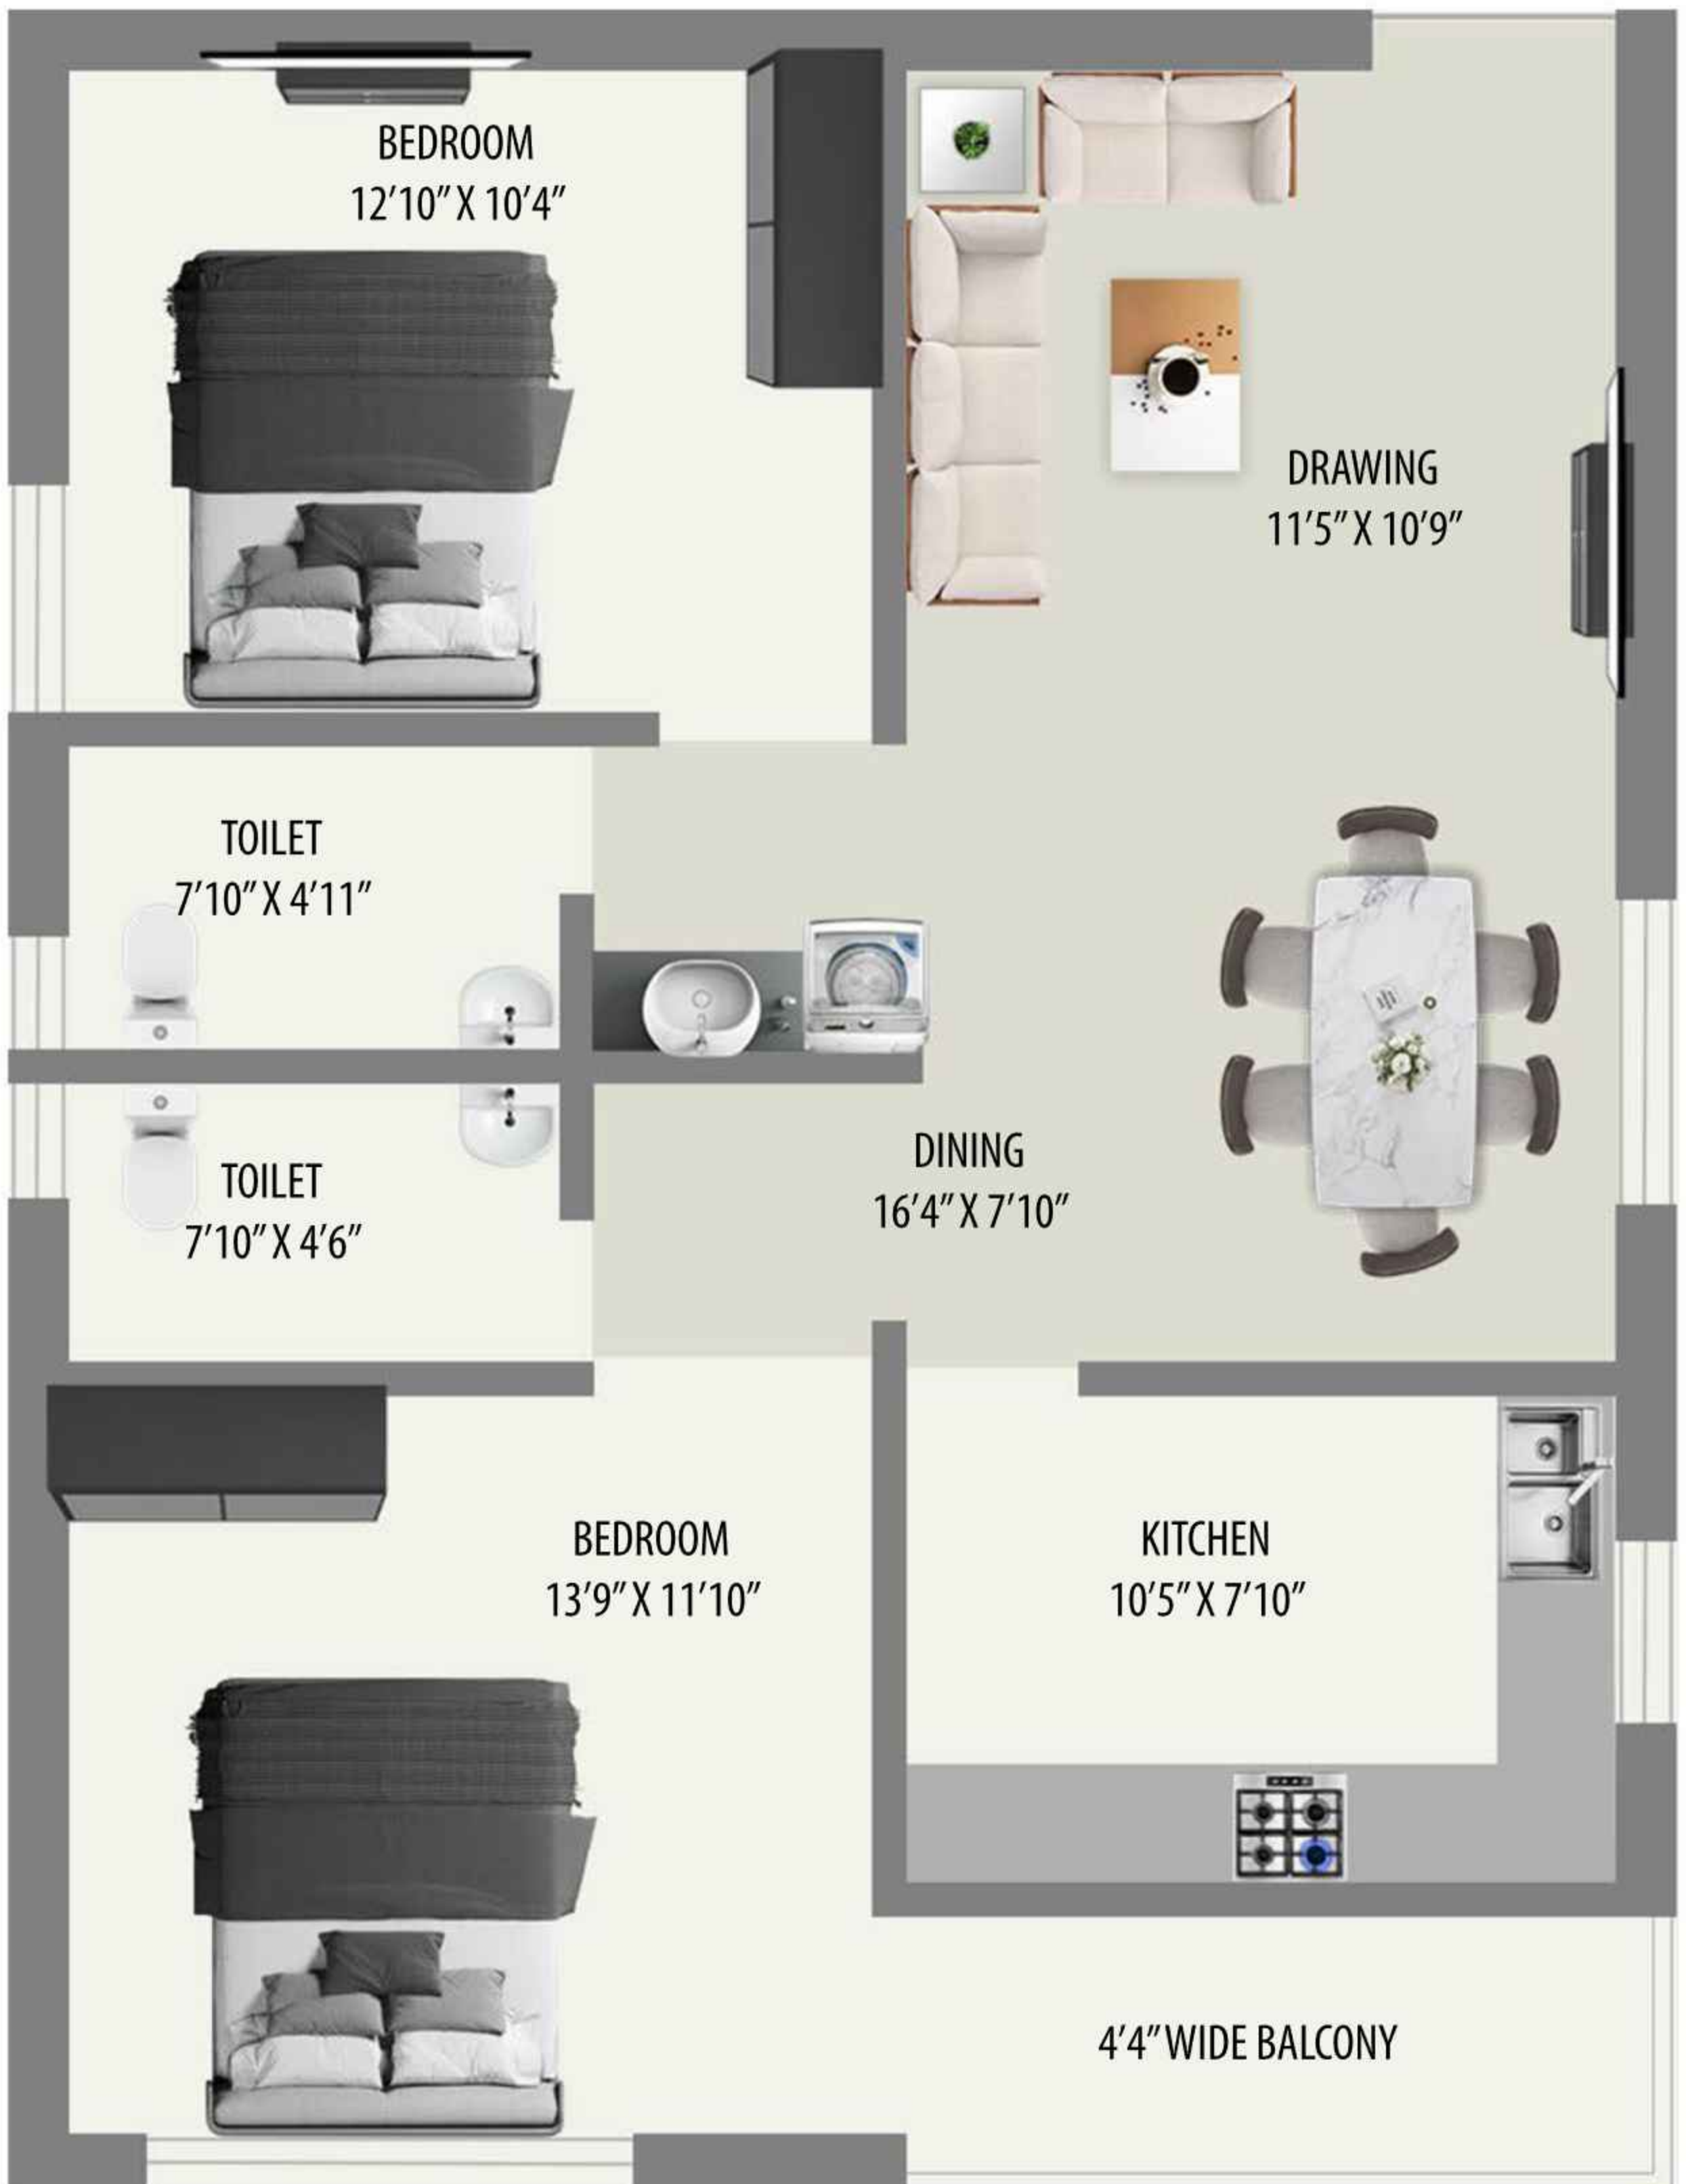 BEDROOM
12’10” X 10’4”
DRAWING
11’5” X 10’9”
TOILET
7’10” X 4’11”
DINING
16’4” X 7’10”
TOILET
7’10” X 4’6”
BEDROOM
13’9” X 11’10”
KITCHEN
10’5” X 7’10”
4’4” WIDE BALCONY